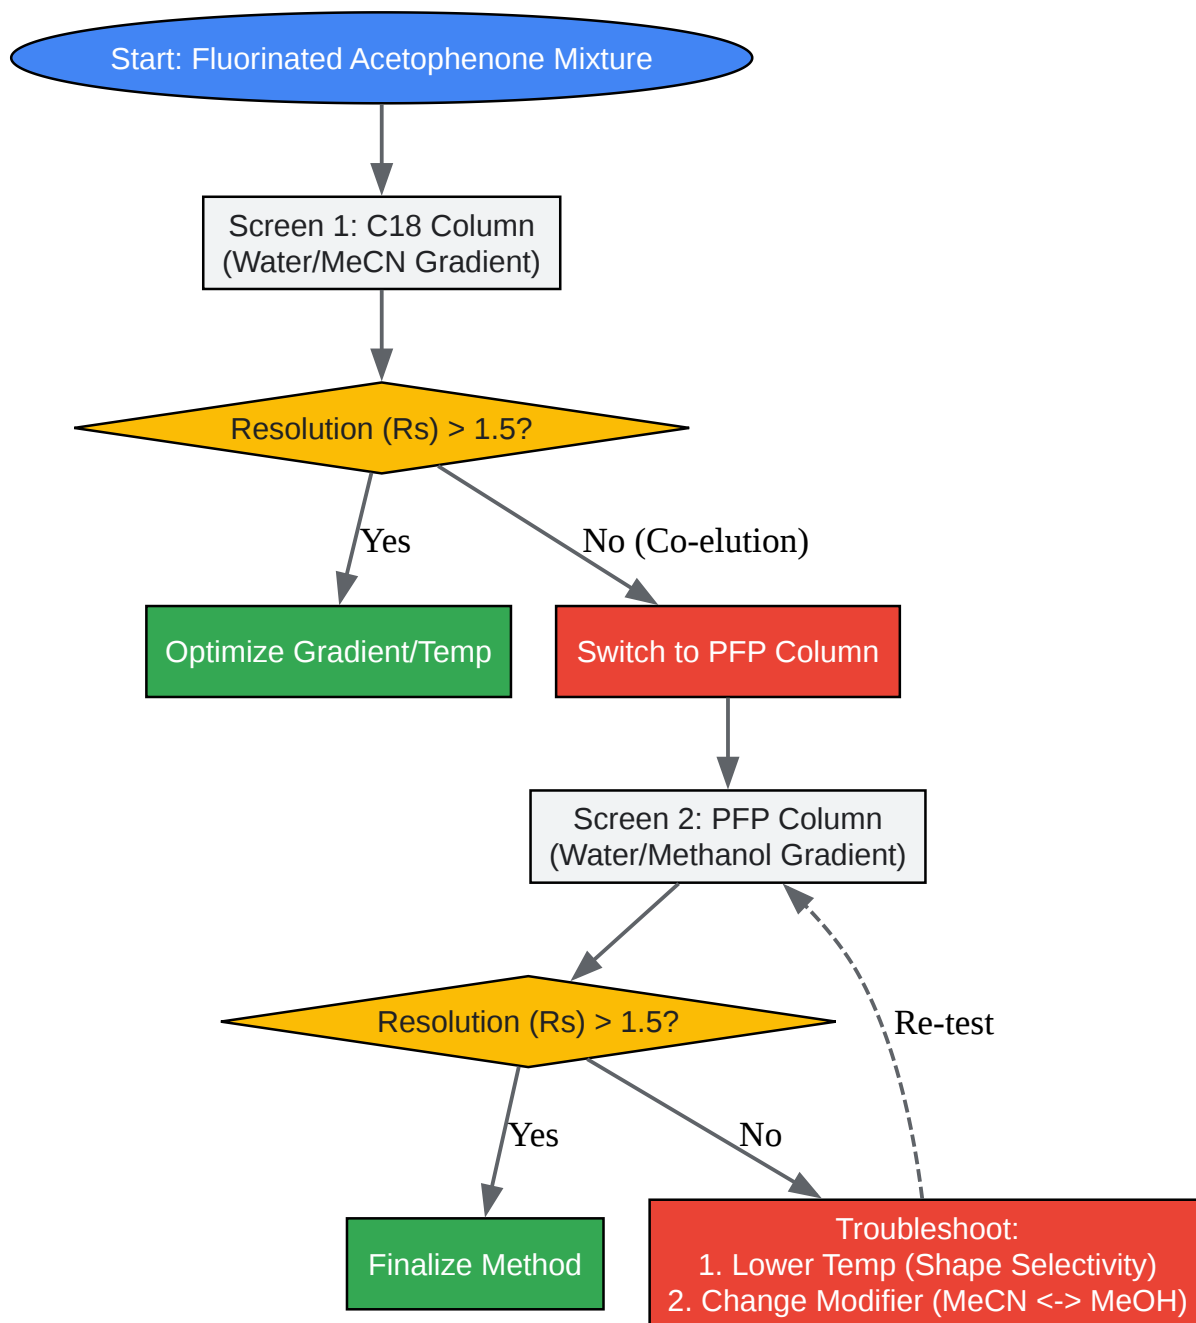 Start: Fluorinated Acetophenone Mixture
Screen 1: C18 Column
(Water/MeCN Gradient)
Resolution (Rs) > 1.5?
Yes
No (Co-elution)
Optimize Gradient/Temp
Switch to PFP Column
Screen 2: PFP Column
(Water/Methanol Gradient)
Resolution (Rs) > 1.5?
Re-test
Yes
No
Finalize Method
Troubleshoot:
1. Lower Temp (Shape Selectivity)
2. Change Modifier (MeCN <-> MeOH)